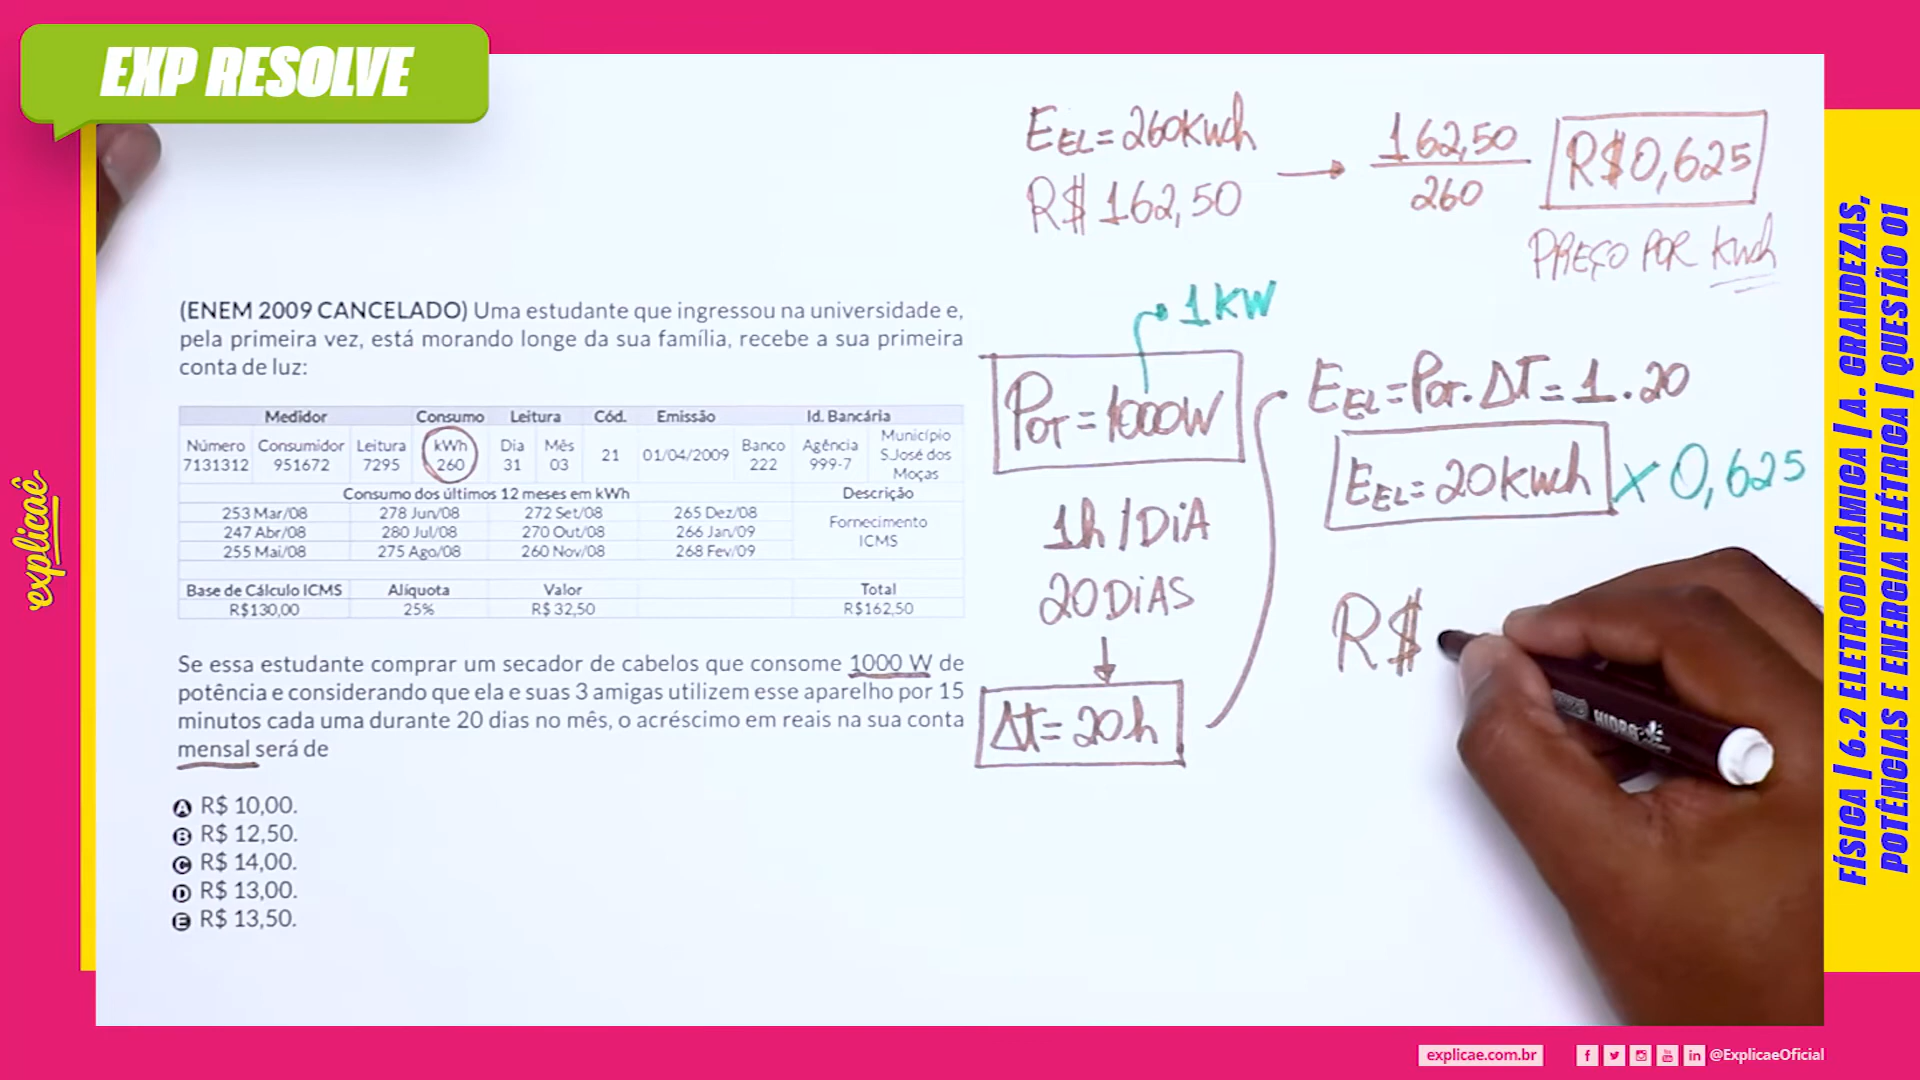 EXP RESOLVE
(ENEM 2009 CANCELADO) Uma estudante que ingressou na universidade e,
pela primeira vez, está morando longe da sua família, recebe a sua primeira
conta de luz:
Medidor Consumo Leitura Cód. Emissão Id. Bancária
Número 7131312 Consumidor 951672 Leitura 7295 kWh 260 Dia 31 Mês 03 21 01/04/2009 Banco 222 Agência 999-7 Município S.José dos Moças
Consumo dos últimos 12 meses em kWh Descrição
253 Mar/08 278 Jun/08 272 Set/08 265 Dez/08 Fornecimento
247 Abr/08 280 Jul/08 270 Out/08 266 Jan/09 ICMS
255 Mai/08 275 Ago/08 260 Nov/08 268 Fev/09
Base de Cálculo ICMS Alíquota Valor Total
R$130,00 25% R$ 32,50 R$162,50
Se essa estudante comprar um secador de cabelos que consome 1000 W de
potência e considerando que ela e suas 3 amigas utilizem esse aparelho por 15
minutos cada uma durante 20 dias no mês, o acréscimo em reais na sua conta
mensal será de
A R$ 10,00.
B R$ 12,50.
C R$ 14,00.
D R$ 13,00.
E R$ 13,50.
EEL = 260KWh
R$ 162,50
162,50
260
R$0,625
PREÇO POR KWh
1KW
POT = 1000W
1h / DIA
20 DIAS
ΔT = 20h
EEL = POT. ΔT = 1.20
EEL = 20KWh x 0,625
R$
HIDRO
explicaê
FÍSICA | 6.2 ELETRODINÂMICA | A. GRANDEZAS,
POTÊNCIAS E ENERGIA ELÉTRICA | QUESTÃO 01
explicae.com.br
@ExplicaeOficial